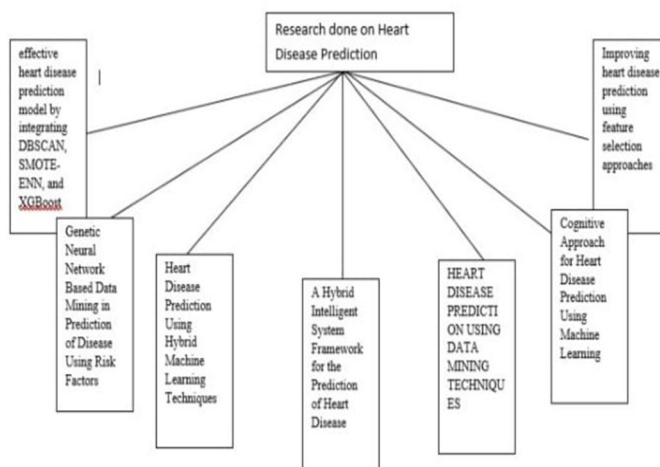 Research done on Heart
Disease Prediction
effective
heart disease
prediction
model by
integrating
DBSCAN,
SMOTE-
ENN, and
XGBoost
Genetic
Neural
Network
Based Data
Mining in
Prediction
of Disease
Using Risk
Factors
Heart
Disease
Prediction
Using
Hybrid
Machine
Learning
Techniques
A Hybrid
Intelligent
System
Framework
for the
Prediction
of Heart
Disease
HEART
DISEASE
PREDICTI
ON USING
DATA
MINING
TECHNIQU
ES
Cognitive
Approach
for Heart
Disease
Prediction
Using
Machine
Learning
Improving
heart disease
prediction
using
feature
selection
approaches